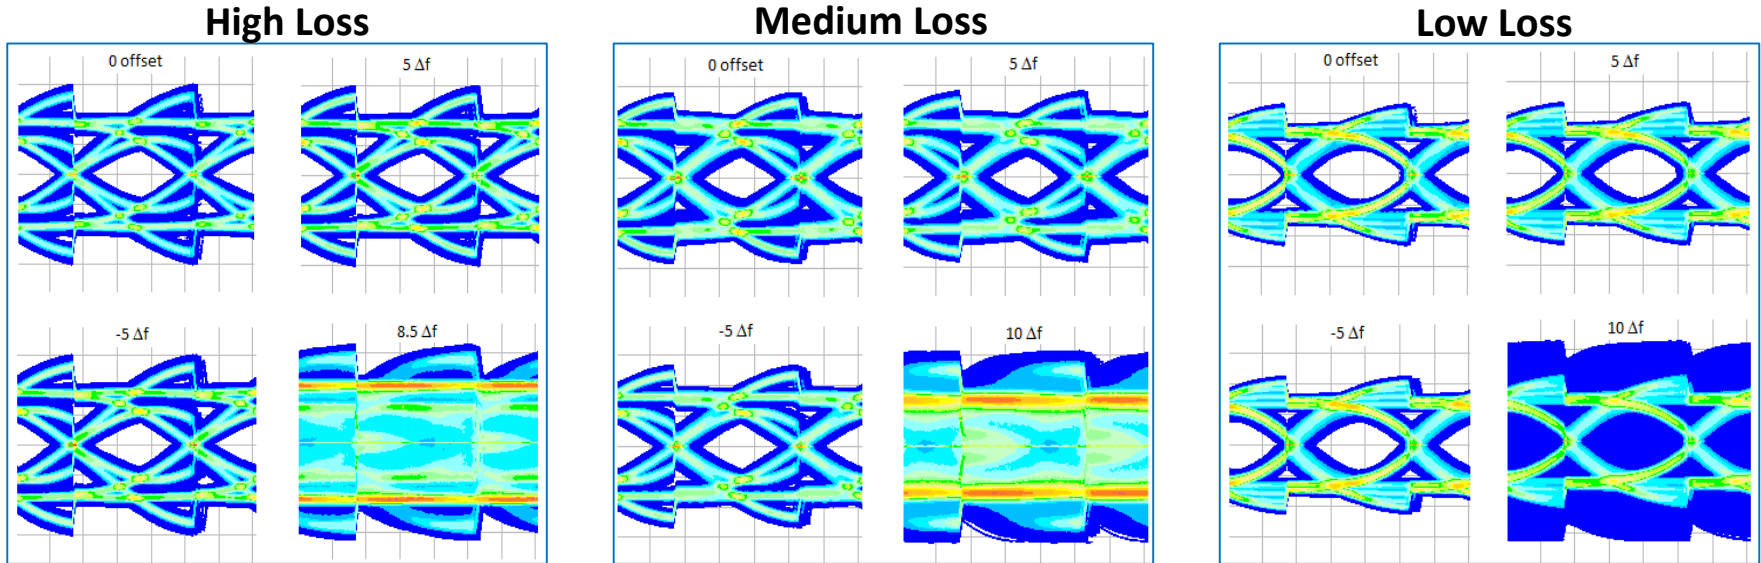 High Loss
0 offset
5 Δf
-5 Δf
8.5 Δf
Medium Loss
0 offset
5 Δf
-5 Δf
10 Δf
Low Loss
0 offset
5 Δf
-5 Δf
10 Δf